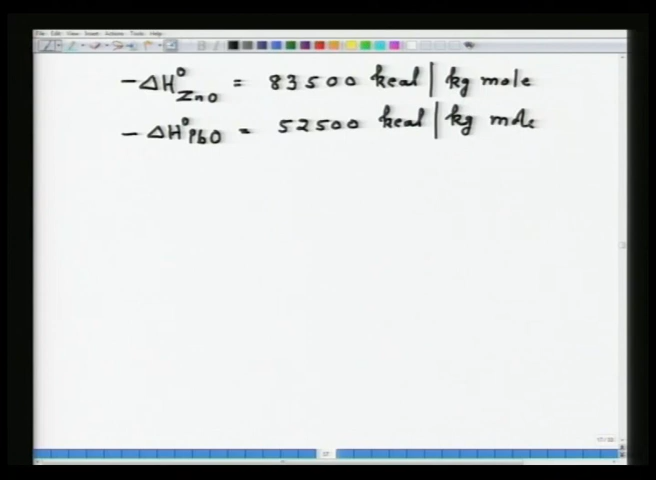 -ΔH°ZnO = 83500 kcal | kg mole
-ΔH°PbO = 52500 kcal | kg mole